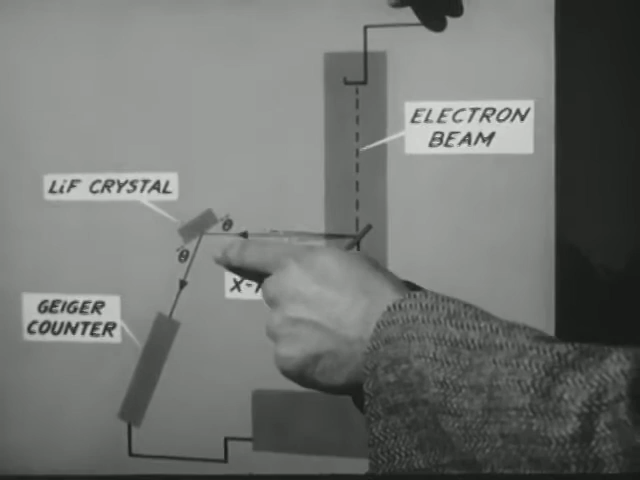 ELECTRON
BEAM
LiF CRYSTAL
θ
θ
X-
GEIGER
COUNTER